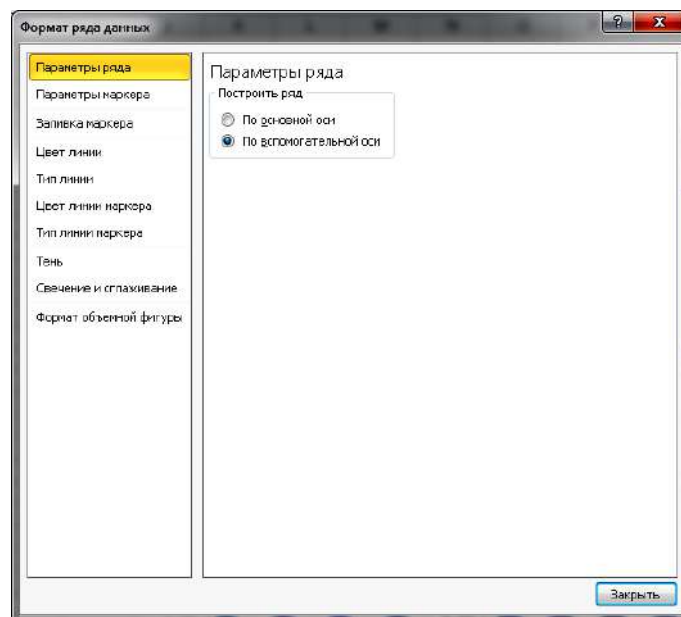 Формат ряда данных
?
X
Параметры ряда
Параметры маркера
Заливка маркера
Цвет линии
Тип линии
Цвет линии маркера
Тип линии маркера
Тень
Свечение и сглаживание
Формат объемной фигуры
Параметры ряда
Построить ряд
По основной оси
По вспомогательной оси
Закрыть